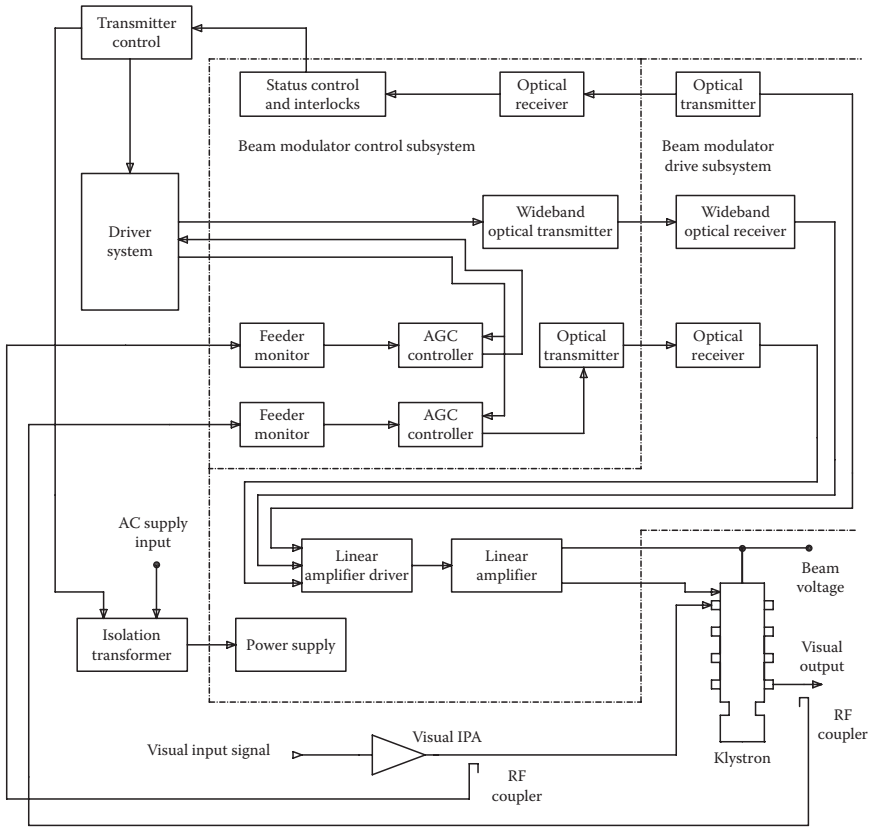 Transmitter
control
Status control
and interlocks
Optical
receiver
Optical
transmitter
Beam modulator control subsystem
Beam modulator
drive subsystem
Driver
system
Wideband
optical transmitter
Wideband
optical receiver
Feeder
monitor
AGC
controller
Optical
transmitter
Optical
receiver
Feeder
monitor
AGC
controller
AC supply
input
Linear
amplifier driver
Linear
amplifier
Beam
voltage
Isolation
transformer
Power supply
Visual
output
RF
coupler
Klystron
Visual input signal
Visual IPA
RF
coupler